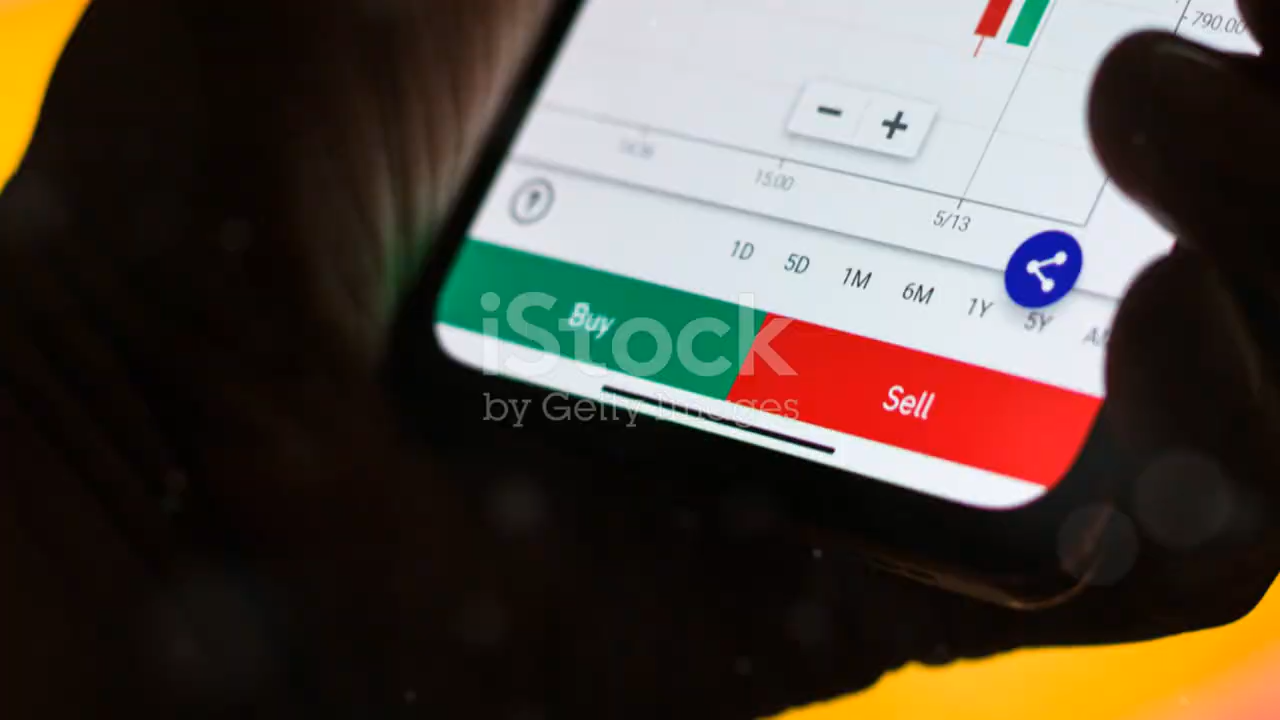 790.00
− +
15:00
5/13
1D 5D 1M 6M 1Y 5Y
Buy
Sell
iStock
by Getty Images